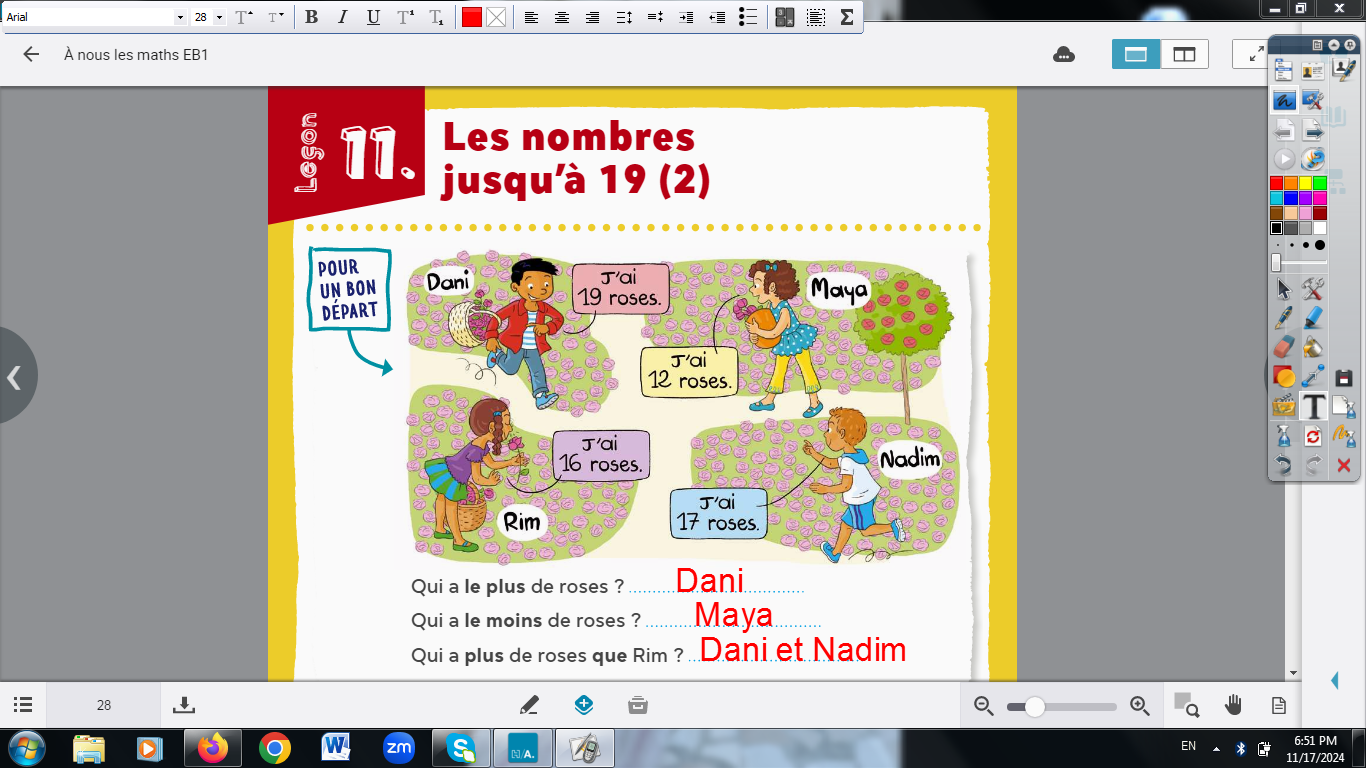 Arial
28
B I U T T
À nous les maths EB1
Leçon
11.
Les nombres
jusqu'à 19 (2)
POUR
UN BON
DÉPART
Dani
J'ai
19 roses.
Maya
J'ai
12 roses.
J'ai
16 roses.
Rim
Nadim
J'ai
17 roses.
Qui a le plus de roses ? Dani
Qui a le moins de roses ? Maya
Qui a plus de roses que Rim ? Dani et Nadim
28
EN
6:51 PM
11/17/2024